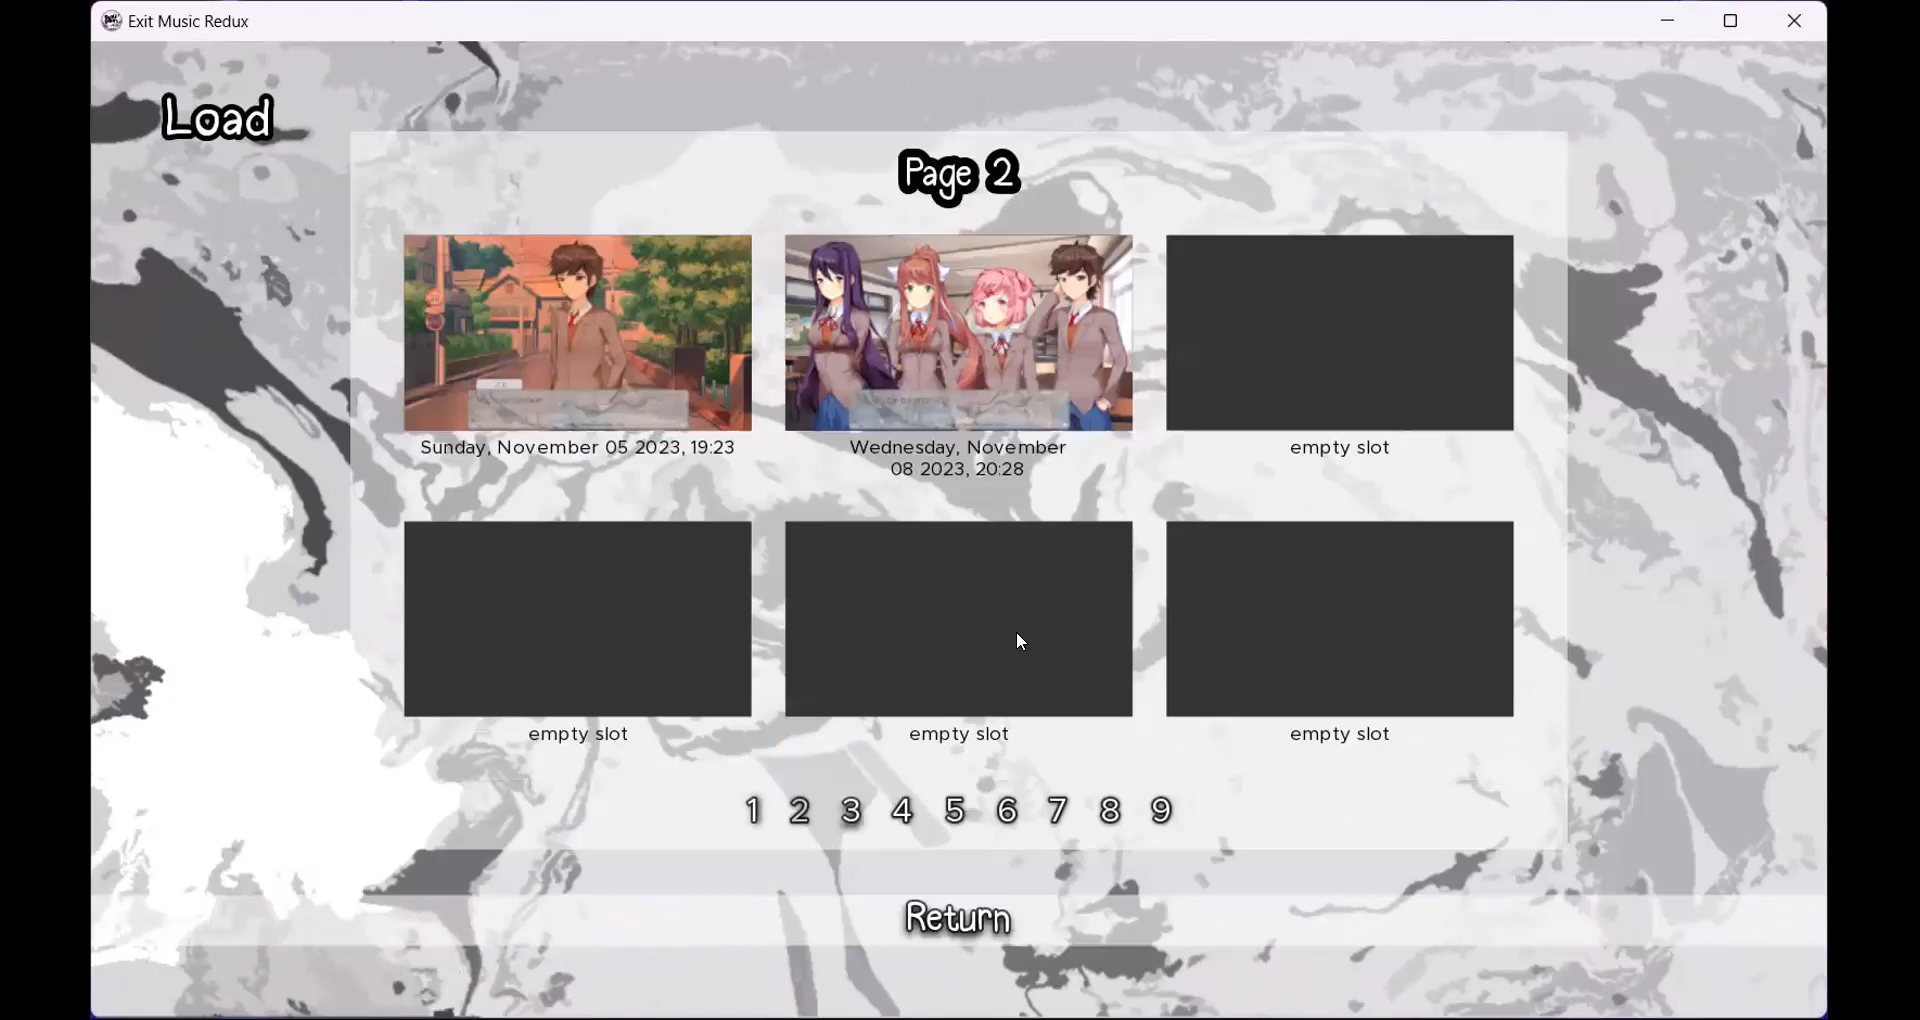 Exit Music Redux
Load
Page 2
Sunday, November 05 2023, 19:23
Wednesday, November
08 2023, 20:28
empty slot
empty slot
empty slot
empty slot
1 2 3 4 5 6 7 8 9
Return